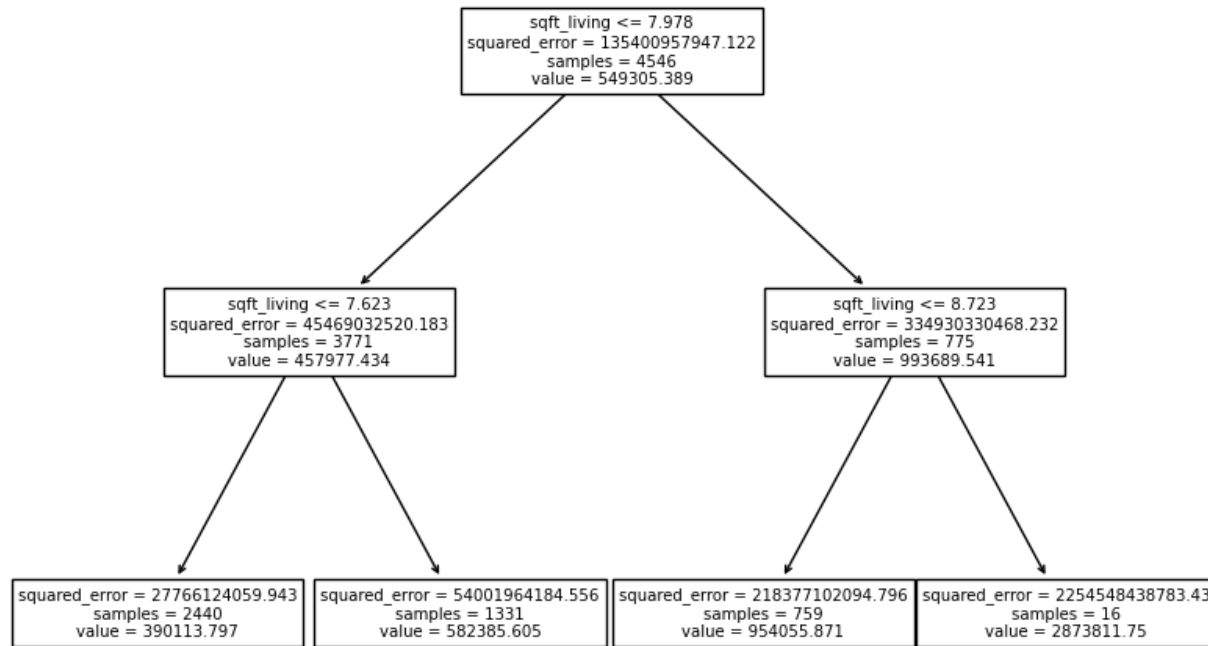 sqft_living <= 7.978
squared_error = 135400957947.122
samples = 4546
value = 549305.389
sqft_living <= 7.623
squared_error = 45469032520.183
samples = 3771
value = 457977.434
sqft_living <= 8.723
squared_error = 334930330468.232
samples = 775
value = 993689.541
squared_error = 27766124059.943
samples = 2440
value = 390113.797
squared_error = 54001964184.556
samples = 1331
value = 582385.605
squared_error = 218377102094.796
samples = 759
value = 954055.871
squared_error = 2254548438783.43
samples = 16
value = 2873811.75